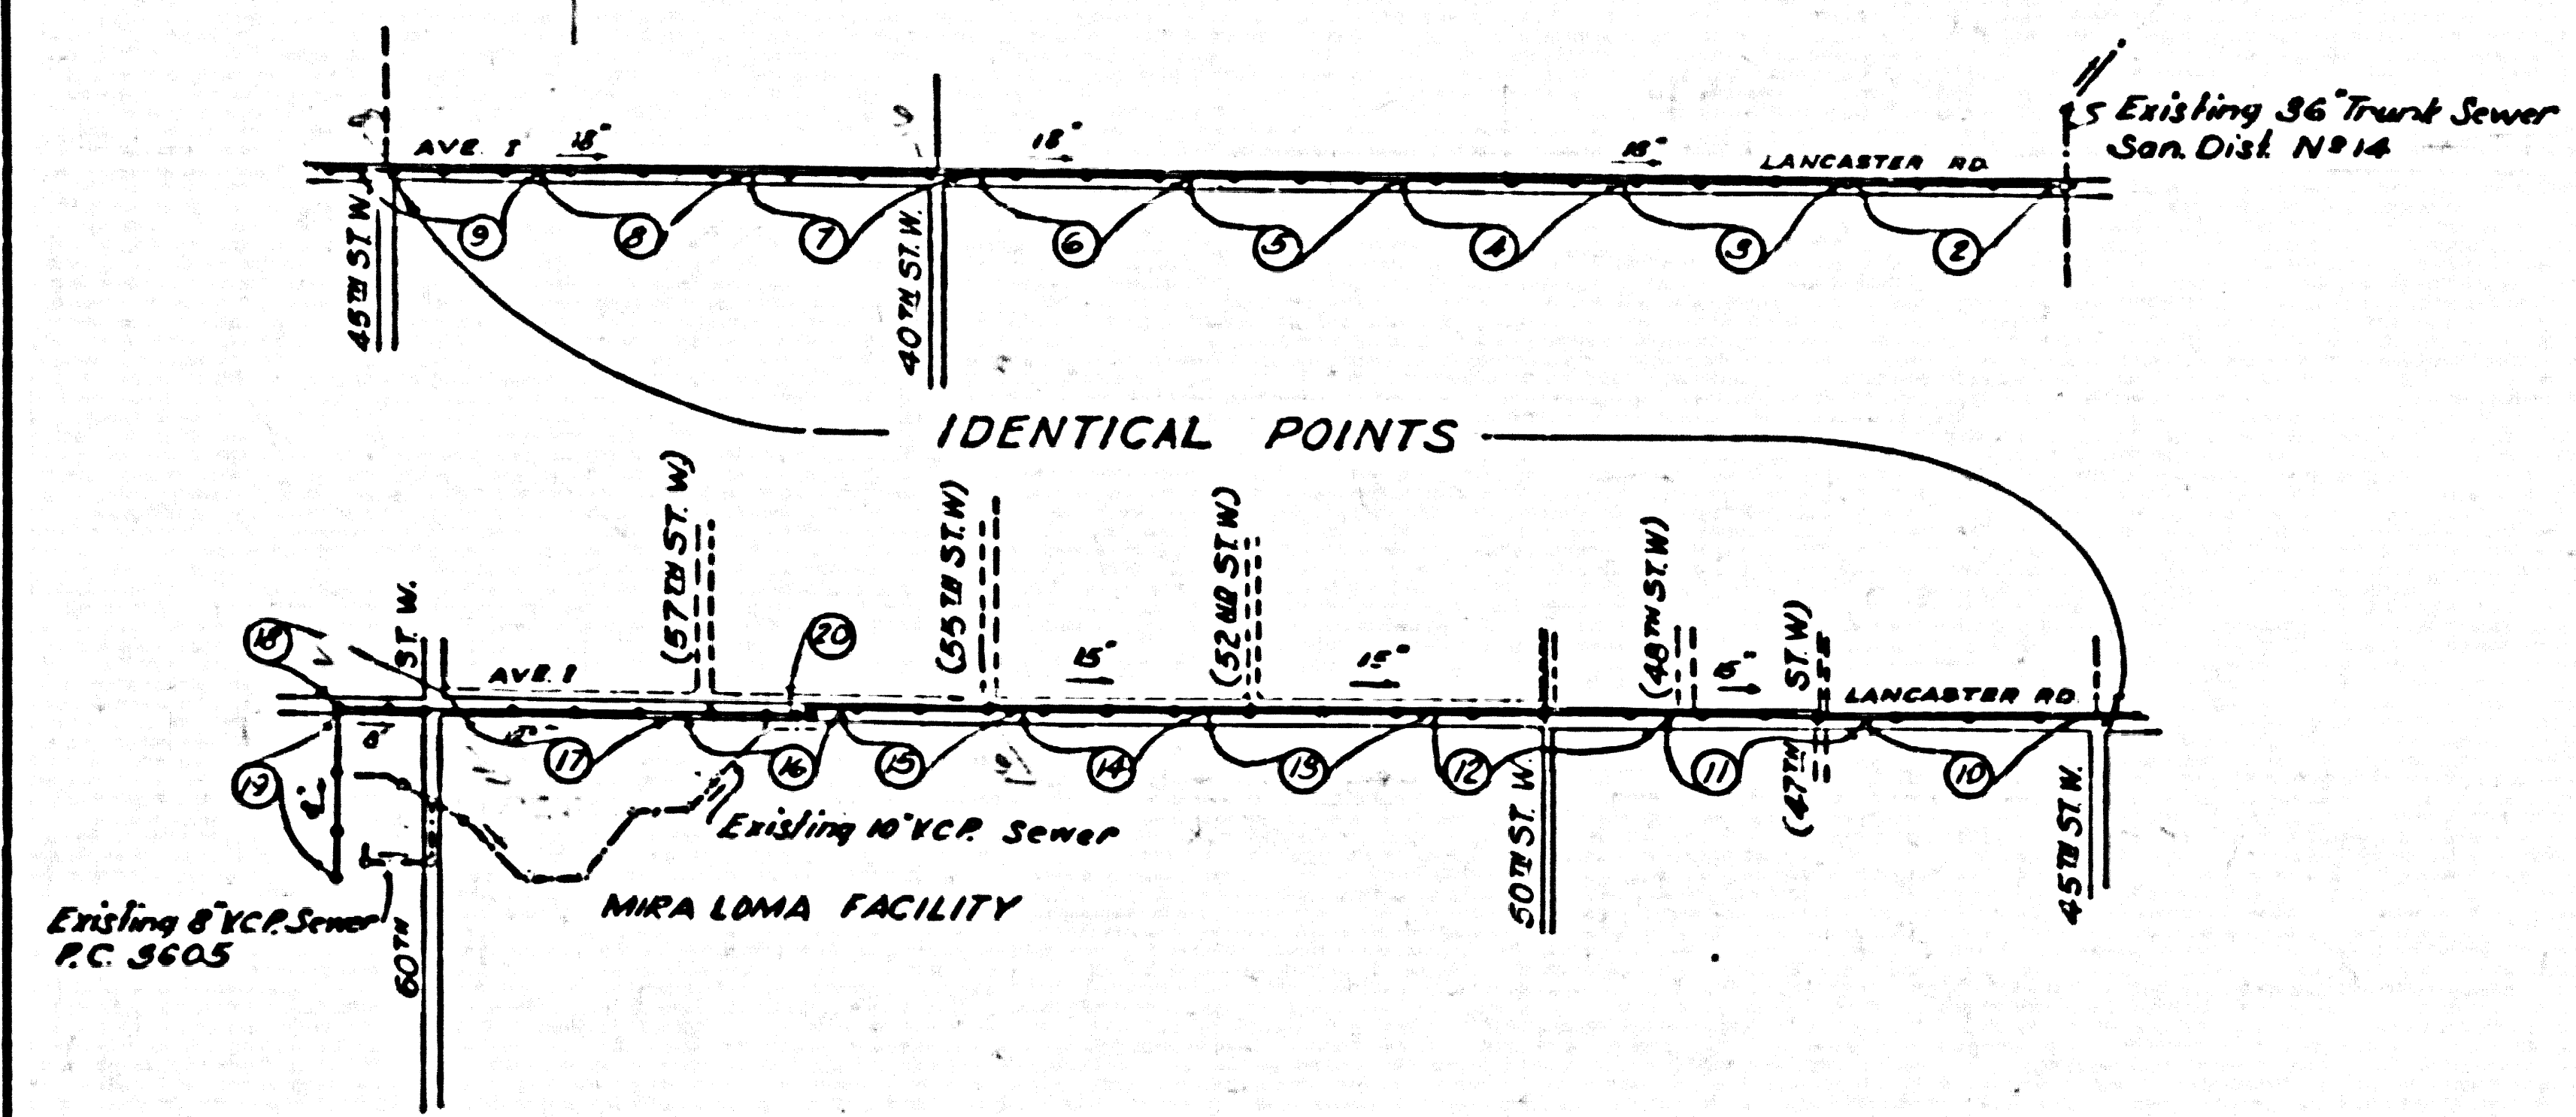 Existing 36" Trunk Sewer
San. Dist. Nº 14
AVE. I
18"
18"
18"
LANCASTER RD.
9
8
7
6
5
4
3
2
45TH ST. W.
40TH ST. W.
IDENTICAL POINTS
(57TH ST. W)
(55TH ST. W)
(52ND ST. W)
(48TH ST. W)
(47TH ST. W)
18
60TH ST. W.
20
AVE. I
15"
15"
15"
LANCASTER RD.
8"
19
17
16
15
14
13
12
11
10
50TH ST. W.
45TH ST. W.
Existing 10" V.C.P. Sewer
MIRA LOMA FACILITY
Existing 8" V.C.P. Sewer
P.C. 3605